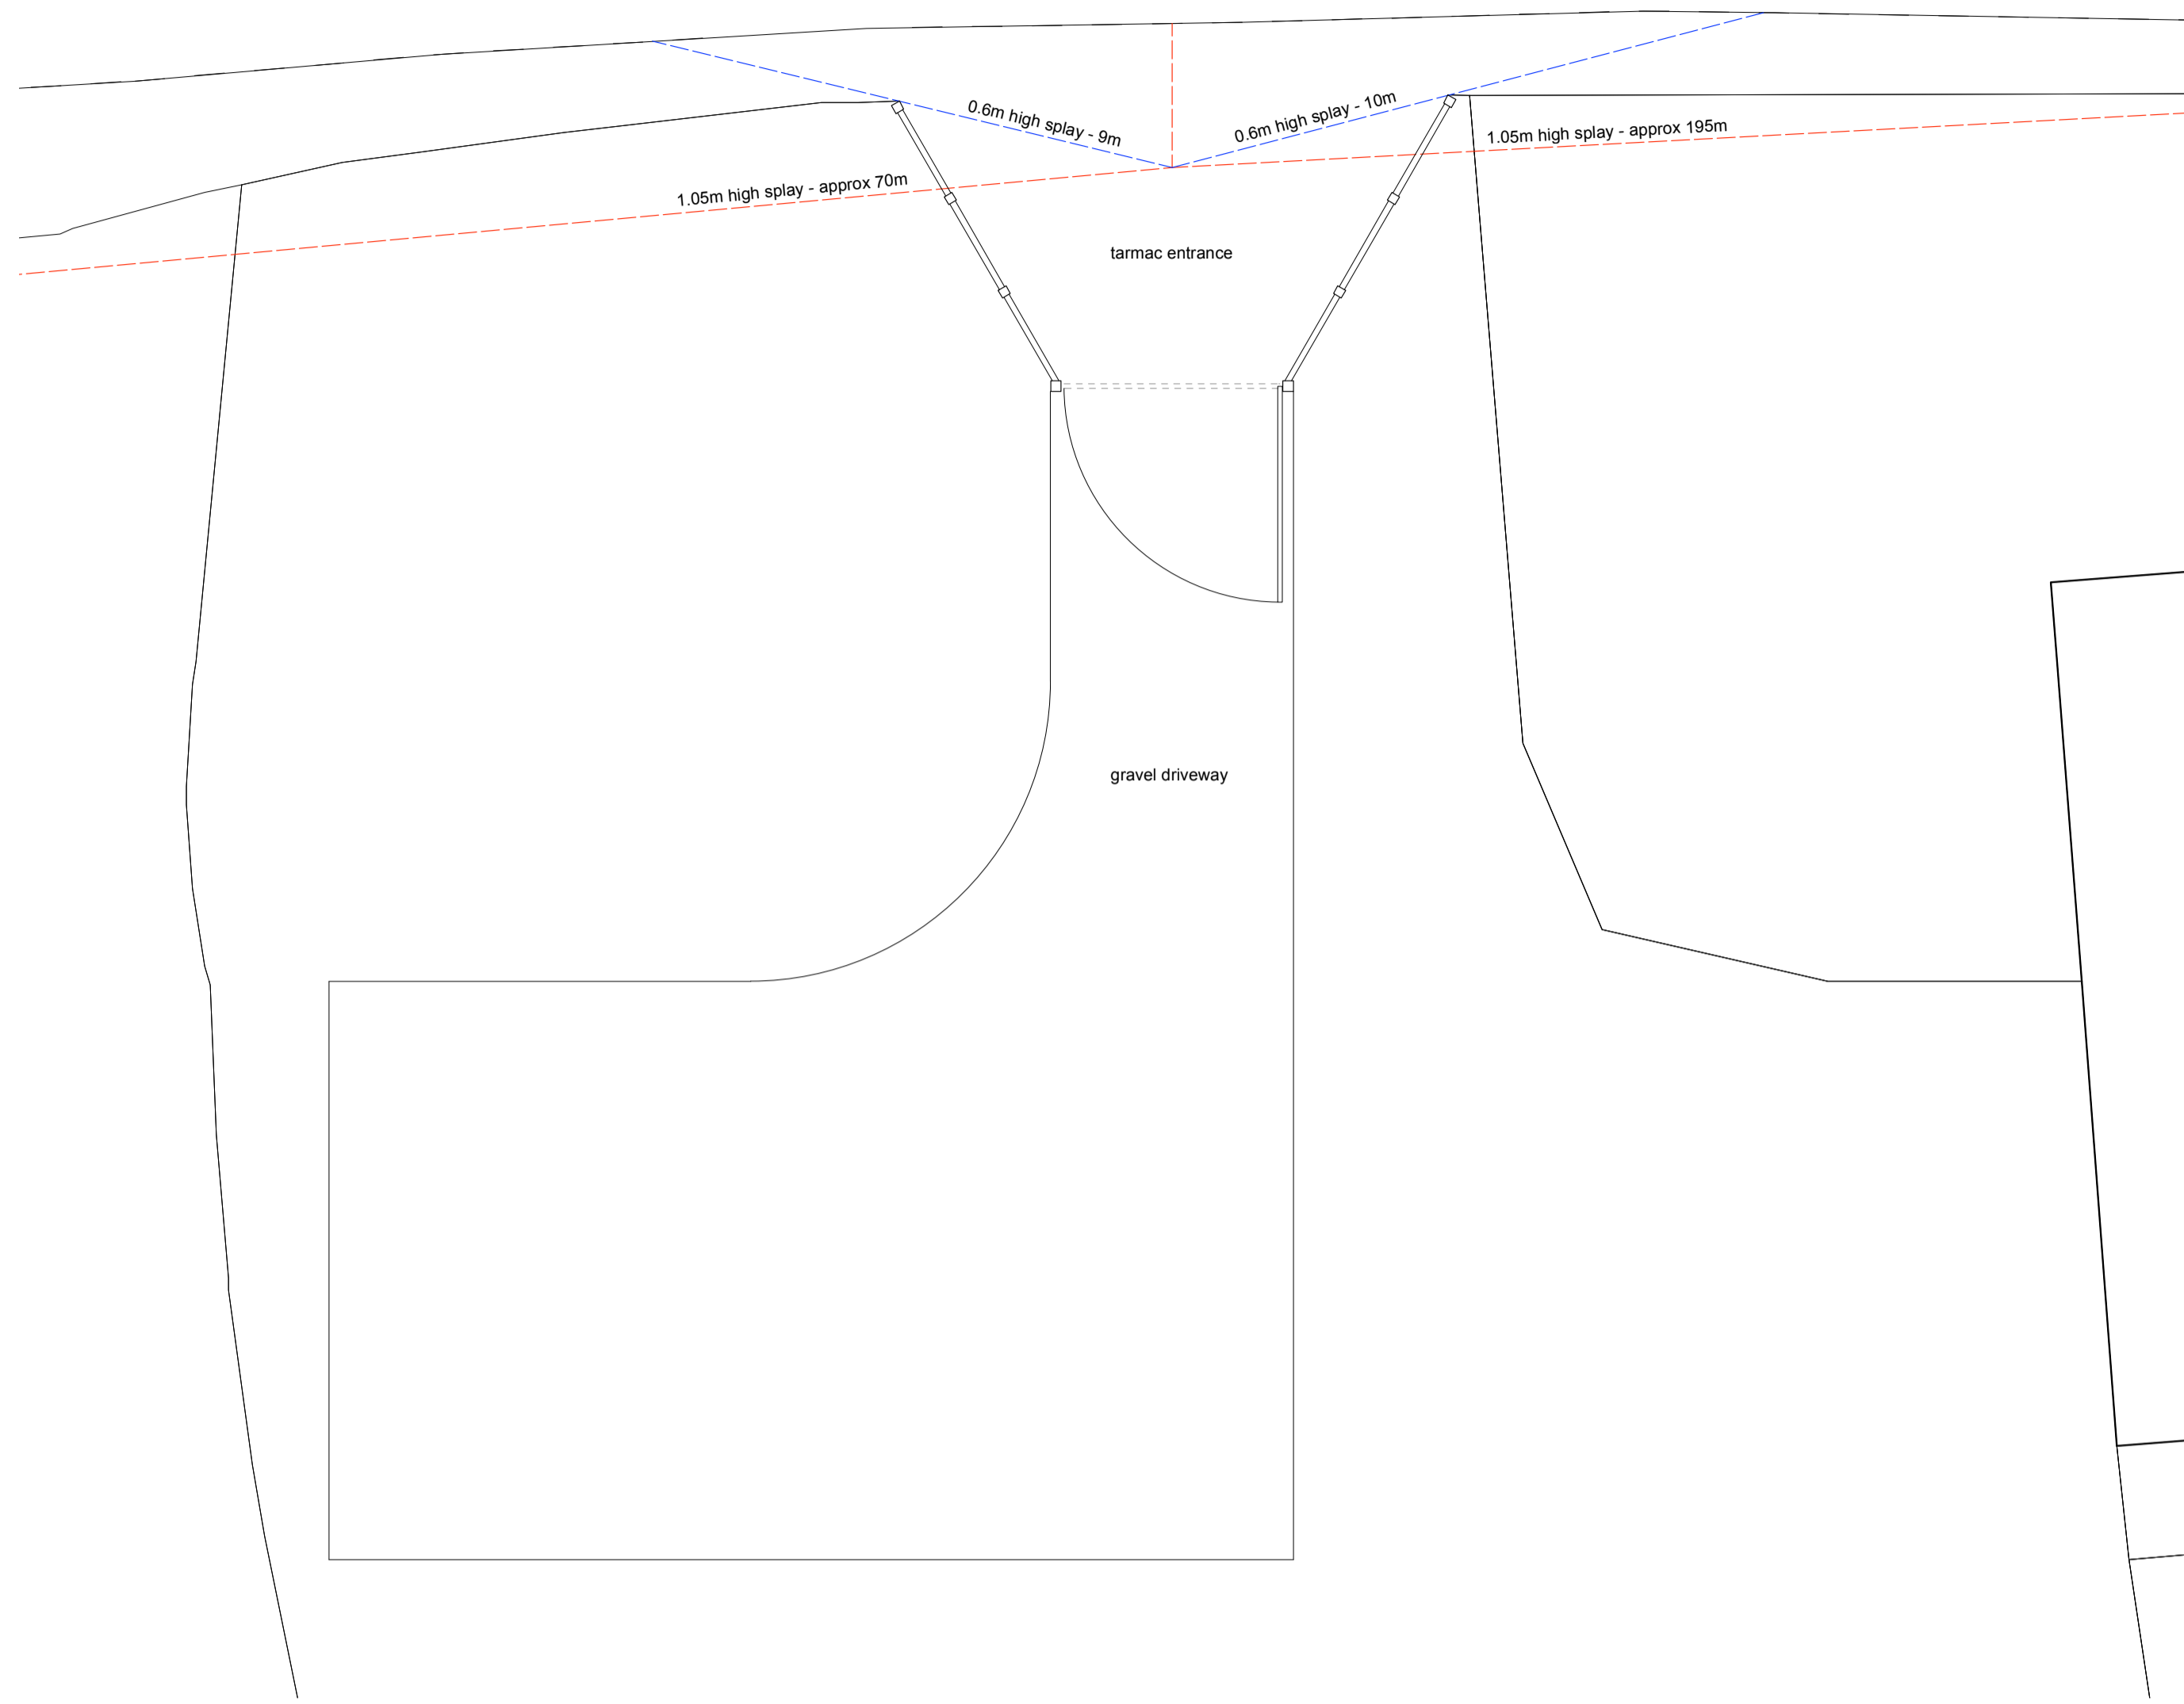 0.6m high splay - 9m
0.6m high splay - 10m
1.05m high splay - approx 195m
1.05m high splay - approx 70m
tarmac entrance
gravel driveway